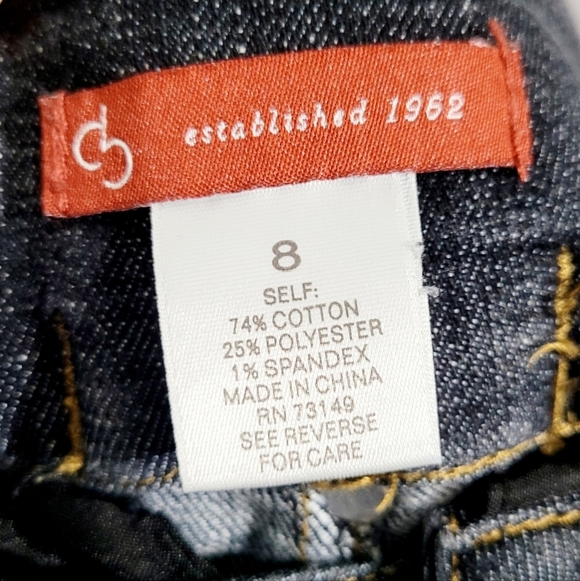 db established 1962
8
SELF:
74% COTTON
25% POLYESTER
1% SPANDEX
MADE IN CHINA
RN 73149
SEE REVERSE
FOR CARE